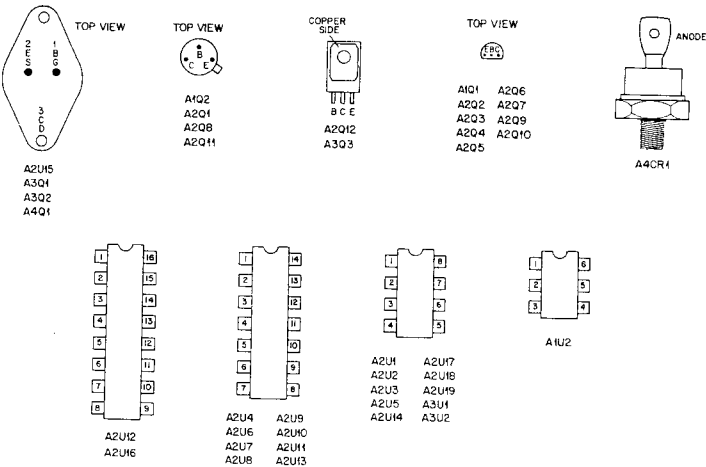 TOP VIEW
2 1
E B
S G
3
C
D
A2U15
A3Q1
A3Q2
A4Q1
TOP VIEW
B
C E
A1Q2
A2Q1
A2Q8
A2Q11
COPPER
SIDE
B C E
A2Q12
A3Q3
TOP VIEW
EBC
A1Q1 A2Q6
A2Q2 A2Q7
A2Q3 A2Q9
A2Q4 A2Q10
A2Q5
ANODE
A4CR1
1 16
2 15
3 14
4 13
5 12
6 11
7 10
8 9
A2U12
A2U16
1 14
2 13
3 12
4 11
5 10
6 9
7 8
A2U4 A2U9
A2U6 A2U10
A2U7 A2U11
A2U8 A2U13
1 8
2 7
3 6
4 5
A2U1 A2U17
A2U2 A2U18
A2U3 A2U19
A2U5 A3U1
A2U14 A3U2
1 6
2 5
3 4
A1U2